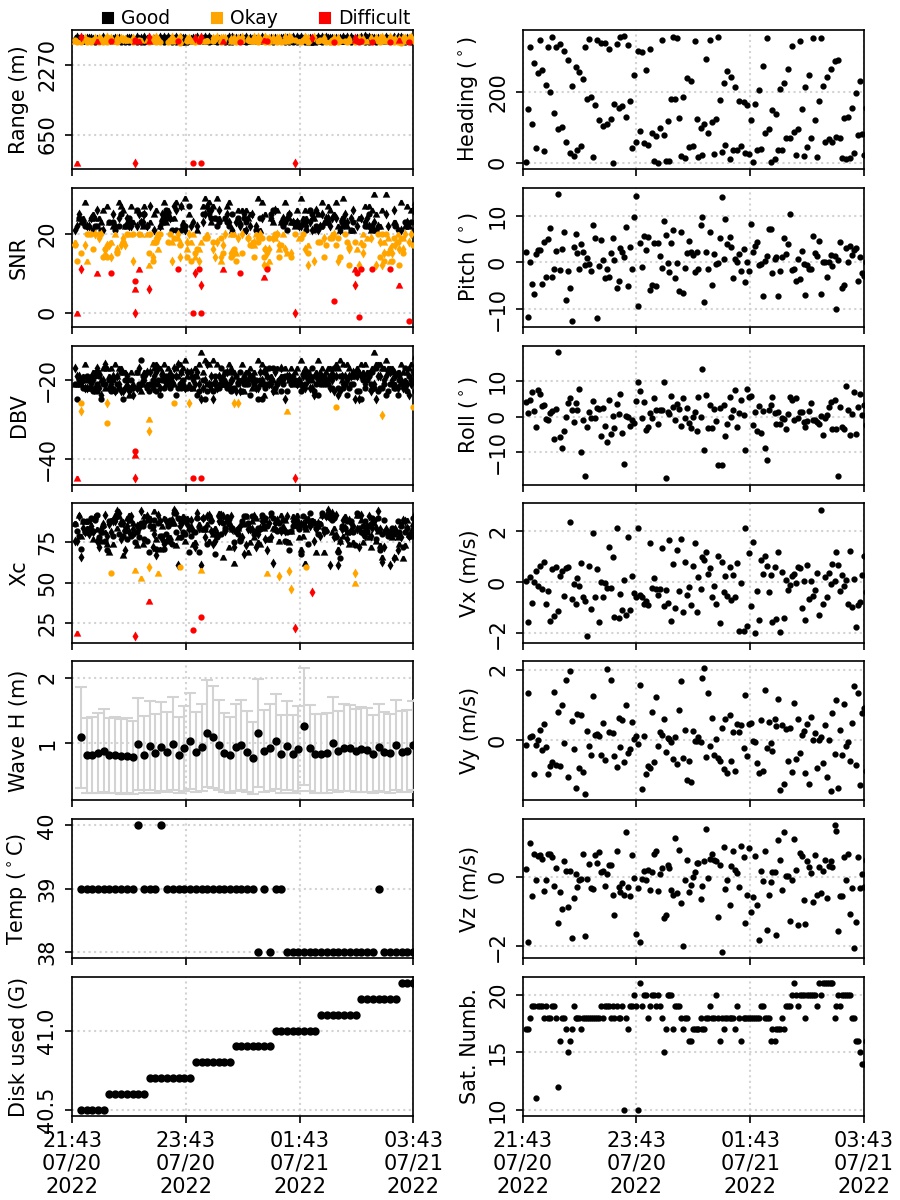 Good Okay Difficult
Range (m)
2270
650
Heading (°)
200
0
SNR
20
0
Pitch (°)
10
0
−10
DBV
−20
−40
Roll (°)
10
0
−10
Xc
75
50
25
Vx (m/s)
2
0
−2
Wave H (m)
2
1
Vy (m/s)
2
0
Temp (°C)
40
39
38
Vz (m/s)
0
−2
Disk used (G)
41.0
40.5
Sat. Numb.
20
15
10
21:43 23:43 01:43 03:43
07/20 07/20 07/21 07/21
2022 2022 2022 2022
21:43 23:43 01:43 03:43
07/20 07/20 07/21 07/21
2022 2022 2022 2022